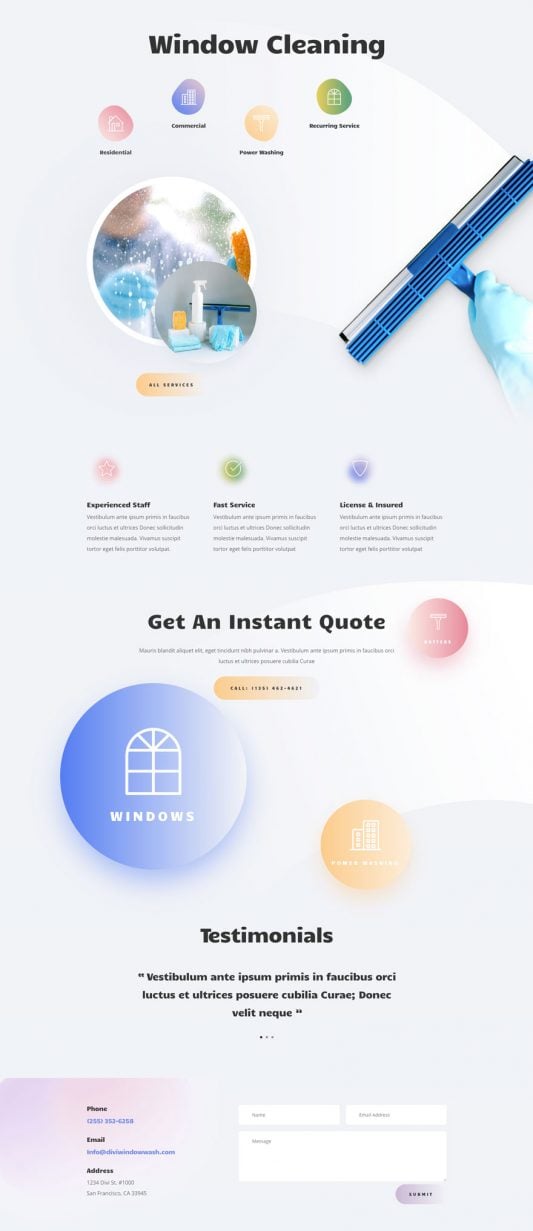 Window Cleaning
Residential
Commercial
Power Washing
Recurring Service
ALL SERVICES
Experienced Staff
Vestibulum ante ipsum primis in faucibus
orci luctus et ultrices Donec sollicitudin
molestie malesuada. Vivamus suscipit
tortor eget felis porttitor volutpat
Fast Service
Vestibulum ante ipsum primis in faucibus
orci luctus et ultrices Donec sollicitudin
molestie malesuada. Vivamus suscipit
tortor eget felis porttitor volutpat
License & Insured
Vestibulum ante ipsum primis in faucibus
orci luctus et ultrices Donec sollicitudin
molestie malesuada. Vivamus suscipit
tortor eget felis porttitor volutpat
Get An Instant Quote
Mauris blandit aliquet elit, eget tincidunt nibh pulvinar a. Vestibulum ante ipsum primis in faucibus orci
luctus et ultrices posuere cubilia Curae
CALL: (135) 462-4621
GUTTERS
WINDOWS
POWER WASHING
Testimonials
“ Vestibulum ante ipsum primis in faucibus orci
luctus et ultrices posuere cubilia Curae; Donec
velit neque “
Phone
(255) 352-6258
Email
Info@diviwindowwash.com
Address
1234 Divi St. #1000
San Francisco, CA 33945
Name
Email Address
Message
SUBMIT